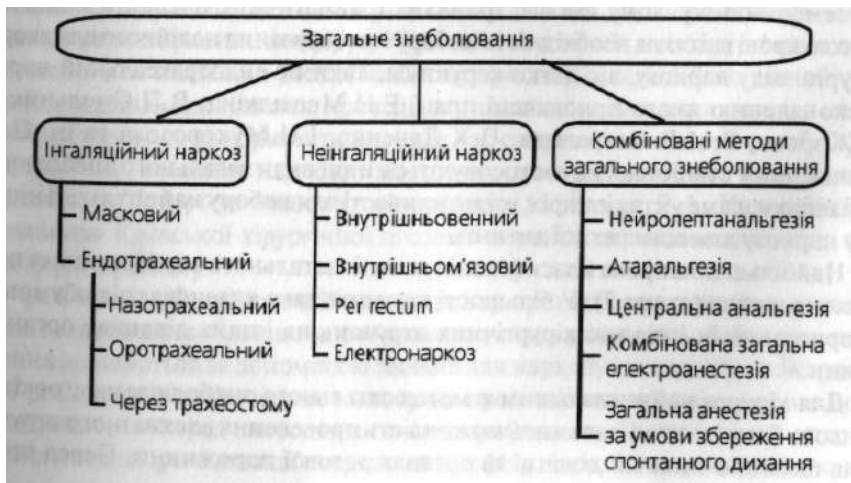 Загальне знеболювання
Інгаляційний наркоз
Масковий
Ендотрахеальний
Назотрахеальний
Оротрахеальний
Через трахеостому
Неінгаляційний наркоз
Внутрішньовенний
Внутрішньом'язовий
Per rectum
Електронаркоз
Комбіновані методи
загального знеболювання
Нейролептанальгезія
Атаральгезія
Центральна анальгезія
Комбінована загальна
електроанестезія
Загальна анестезія
за умови збереження
спонтанного дихання